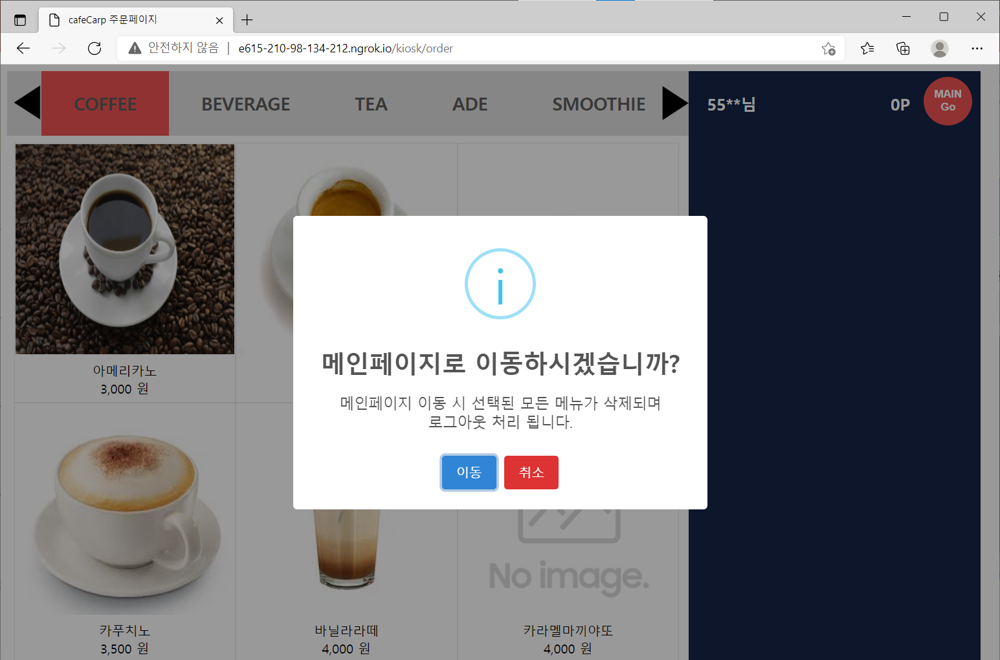 cafeCarp 주문페이지
안전하지 않음 | e615-210-98-134-212.ngrok.io/kiosk/order
COFFEE BEVERAGE TEA ADE SMOOTHIE
55**님 0P
MAIN
Go
아메리카노
3,000 원
i
메인페이지로 이동하시겠습니까?
메인페이지 이동 시 선택된 모든 메뉴가 삭제되며
로그아웃 처리 됩니다.
이동 취소
No image.
카푸치노 바닐라라떼 카라멜마끼야또
3,500 원 4,000 원 4,000 원